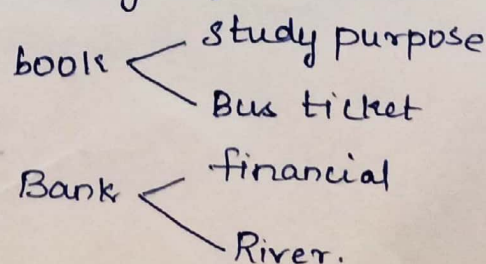 study purpose
book
Bus ticket
financial
Bank
River.